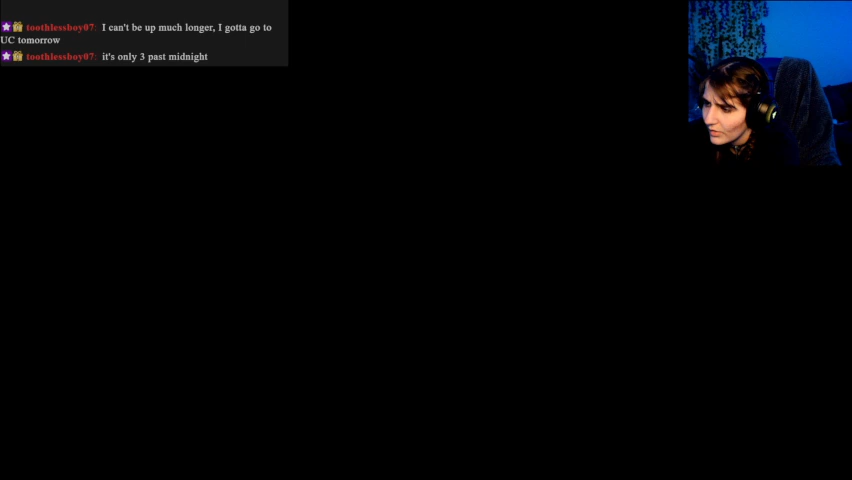 toothlessboy07: I can't be up much longer, I gotta go to
UC tomorrow
toothlessboy07: it's only 3 past midnight